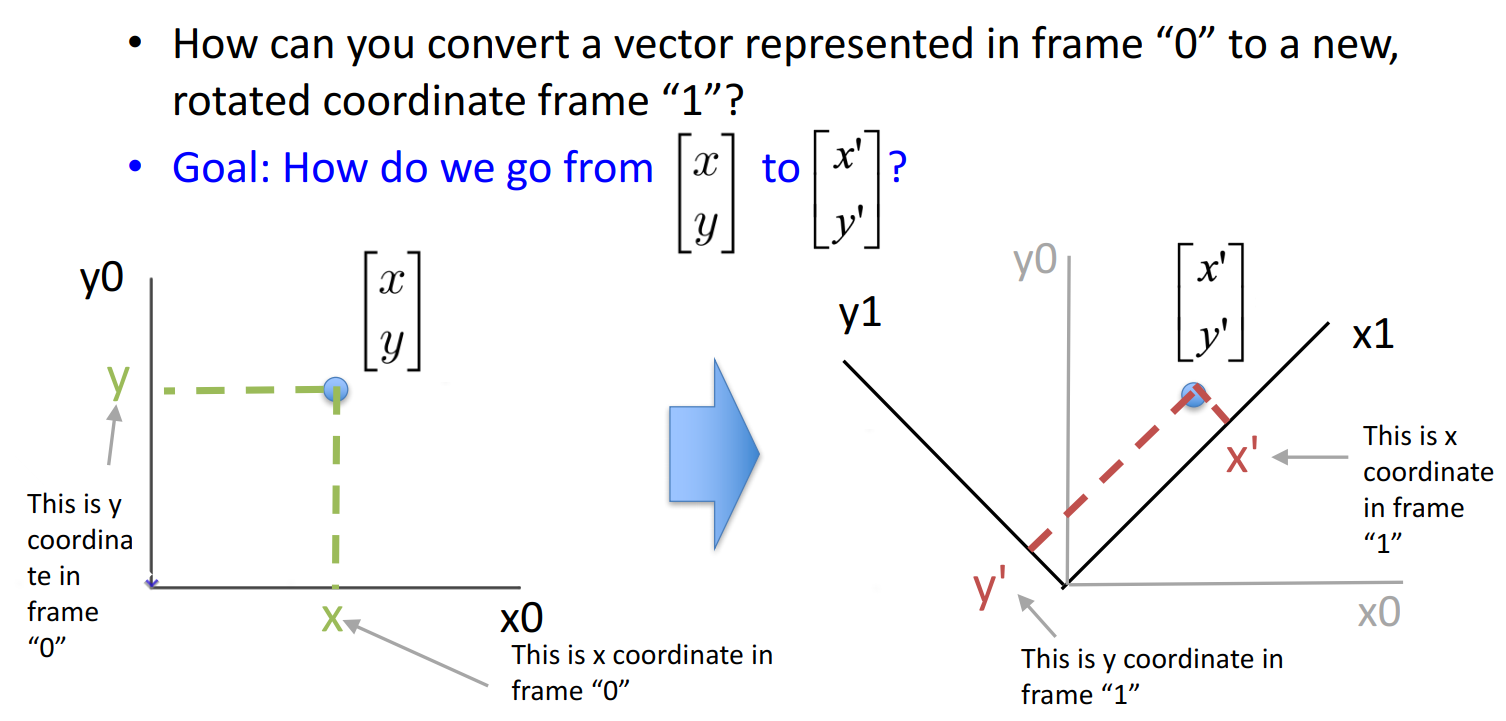 • How can you convert a vector represented in frame “0” to a new,
rotated coordinate frame “1”?
• Goal: How do we go from [x y] to [x' y'] ?
y0
[x
y]
y
This is y
coordina
te in
frame
“0”
x
x0
This is x coordinate in
frame “0”
y0
[x'
y']
y1
x1
x'
This is x
coordinate
in frame
“1”
y'
x0
This is y coordinate in
frame “1”